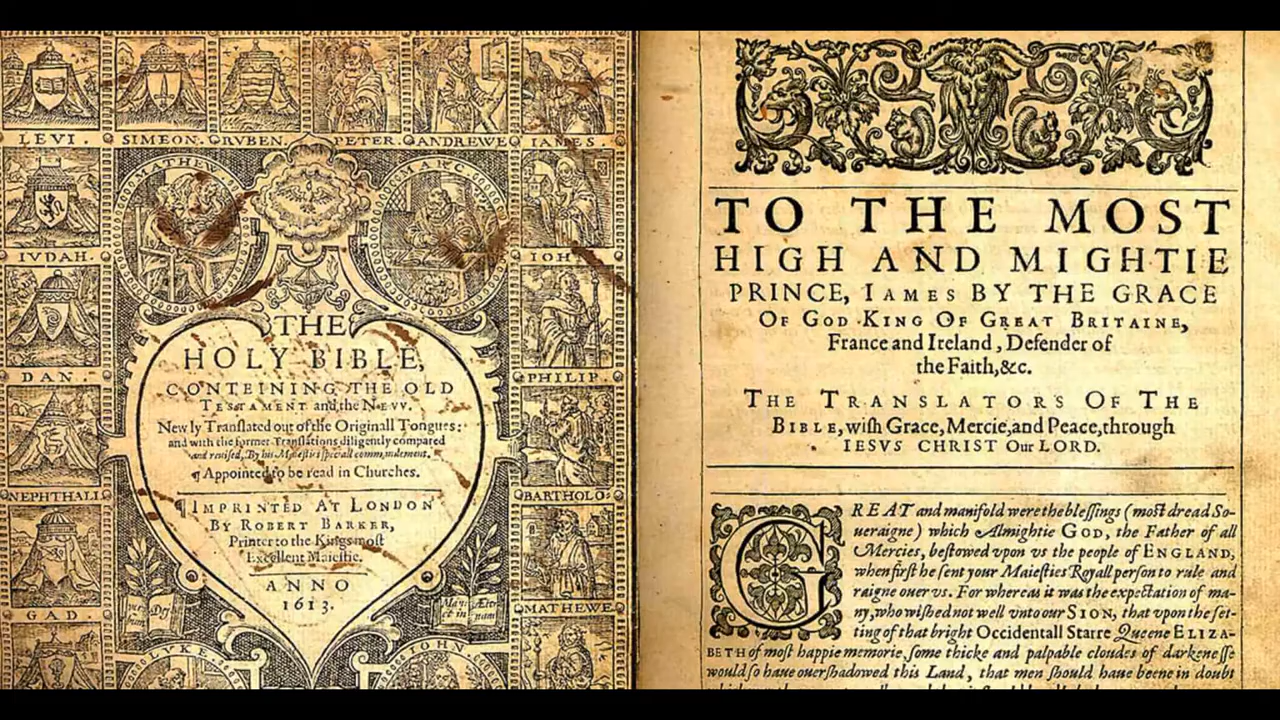 LEVI.
SIMEON.
RVBEN.
PETER
ANDREWE
IAMES.
MATHEW
MARC.
IVDAH.
IOHN
DAN.
PHILIP.
NEPHTHALI.
BARTHOLO:
GAD.
MATHEWE
THE
HOLY BIBLE,
CONTEINING THE OLD
TESTAMENT and the NEVV.
Newly Translated out of the Originall Tongues:
and with the former Translations diligently compared
and reuised, By his Maiesties speciall commandement.
¶ Appointed to be read in Churches.
¶ IMPRINTED AT LONDON
BY ROBERT BARKER,
Printer to the Kings most
Excellent Maiestie.
ANNO
1613.
LVKE
IOHN
TO THE MOST
HIGH AND MIGHTIE
PRINCE, IAMES BY THE GRACE
OF GOD KING OF GREAT BRITAINE,
France and Ireland, Defender of
the Faith,&c.
THE TRANSLATORS OF THE
BIBLE, wish Grace, Mercie, and Peace, through
IESVS CHRIST Our LORD.
GREAT and manifold were the blessings (most dread So-
ueraigne) which Almightie GOD, the Father of all
Mercies, bestowed vpon vs the people of ENGLAND,
when first he sent your Maiesties Royall person to rule and
raigne ouer vs. For whereas it was the expectation of ma-
ny, who wished not well vnto our SION, that vpon the set-
ting of that bright Occidentall Starre Queene ELIZA-
BETH of most happie memorie, some thicke and palpable cloudes of darkenesse
would so haue ouershadowed this Land, that men should haue beene in doubt